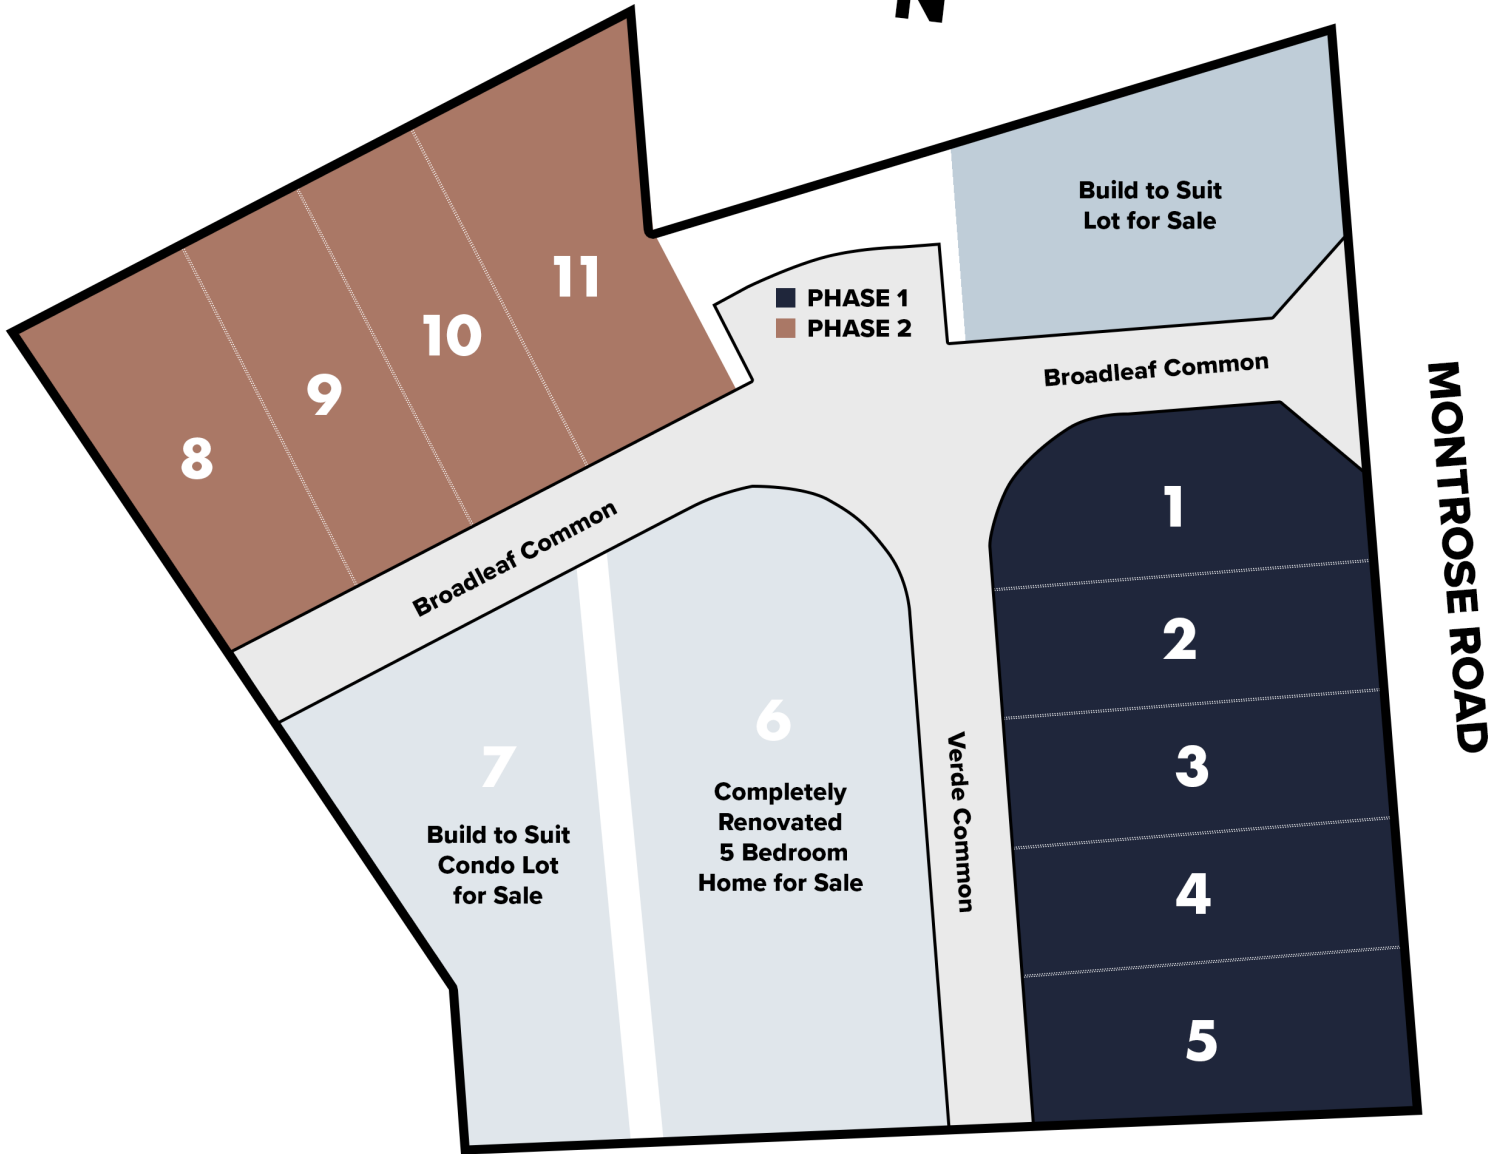 N
Build to Suit
Lot for Sale
11
PHASE 1
PHASE 2
10
Broadleaf Common
9
8
MONTROSE ROAD
1
Broadleaf Common
2
6
7
Verde Common
3
Completely
Renovated
5 Bedroom
Home for Sale
Build to Suit
Condo Lot
for Sale
4
5